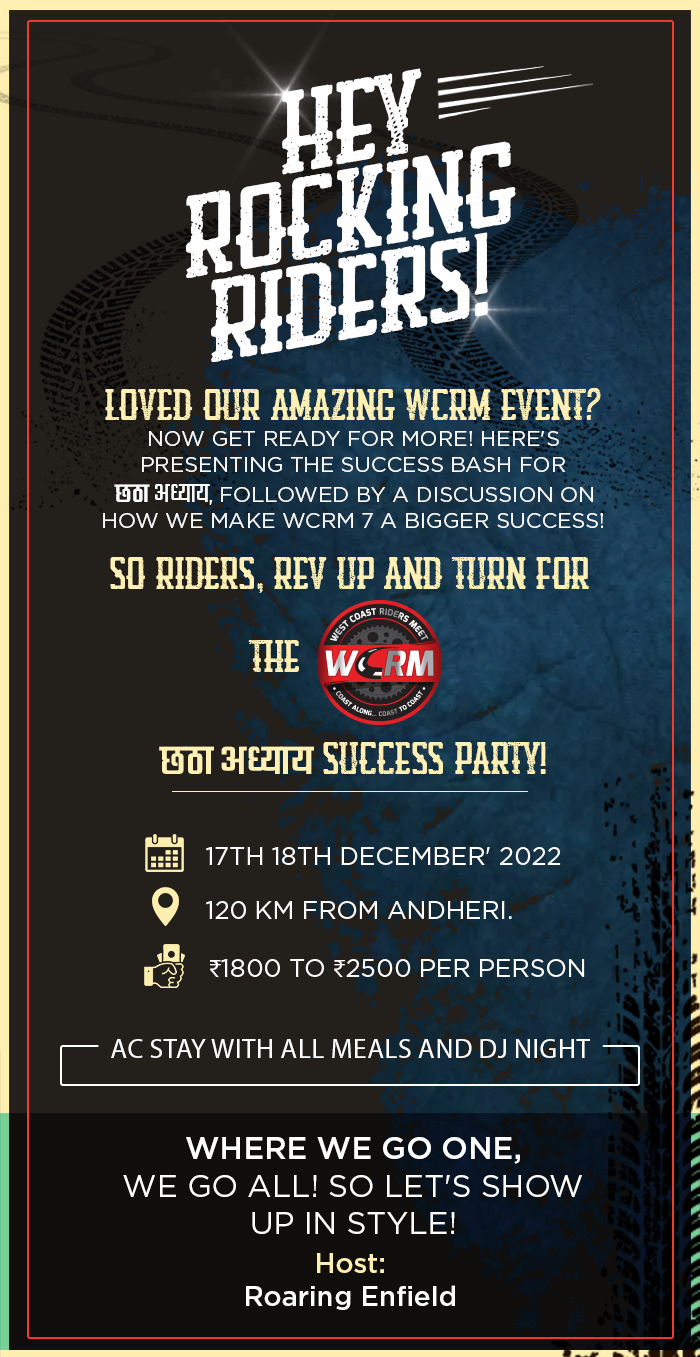 HEY
ROCKING
RIDERS!
LOVED OUR AMAZING WCRM EVENT?
NOW GET READY FOR MORE! HERE'S
PRESENTING THE SUCCESS BASH FOR
छठा अध्याय, FOLLOWED BY A DISCUSSION ON
HOW WE MAKE WCRM 7 A BIGGER SUCCESS!
SO RIDERS, REV UP AND TURN FOR
THE
WEST COAST RIDERS MEET
WCRM
• COAST ALONG... COAST TO COAST •
छठा अध्याय SUCCESS PARTY!
17TH 18TH DECEMBER' 2022
120 KM FROM ANDHERI.
₹1800 TO ₹2500 PER PERSON
AC STAY WITH ALL MEALS AND DJ NIGHT
WHERE WE GO ONE,
WE GO ALL! SO LET'S SHOW
UP IN STYLE!
Host:
Roaring Enfield